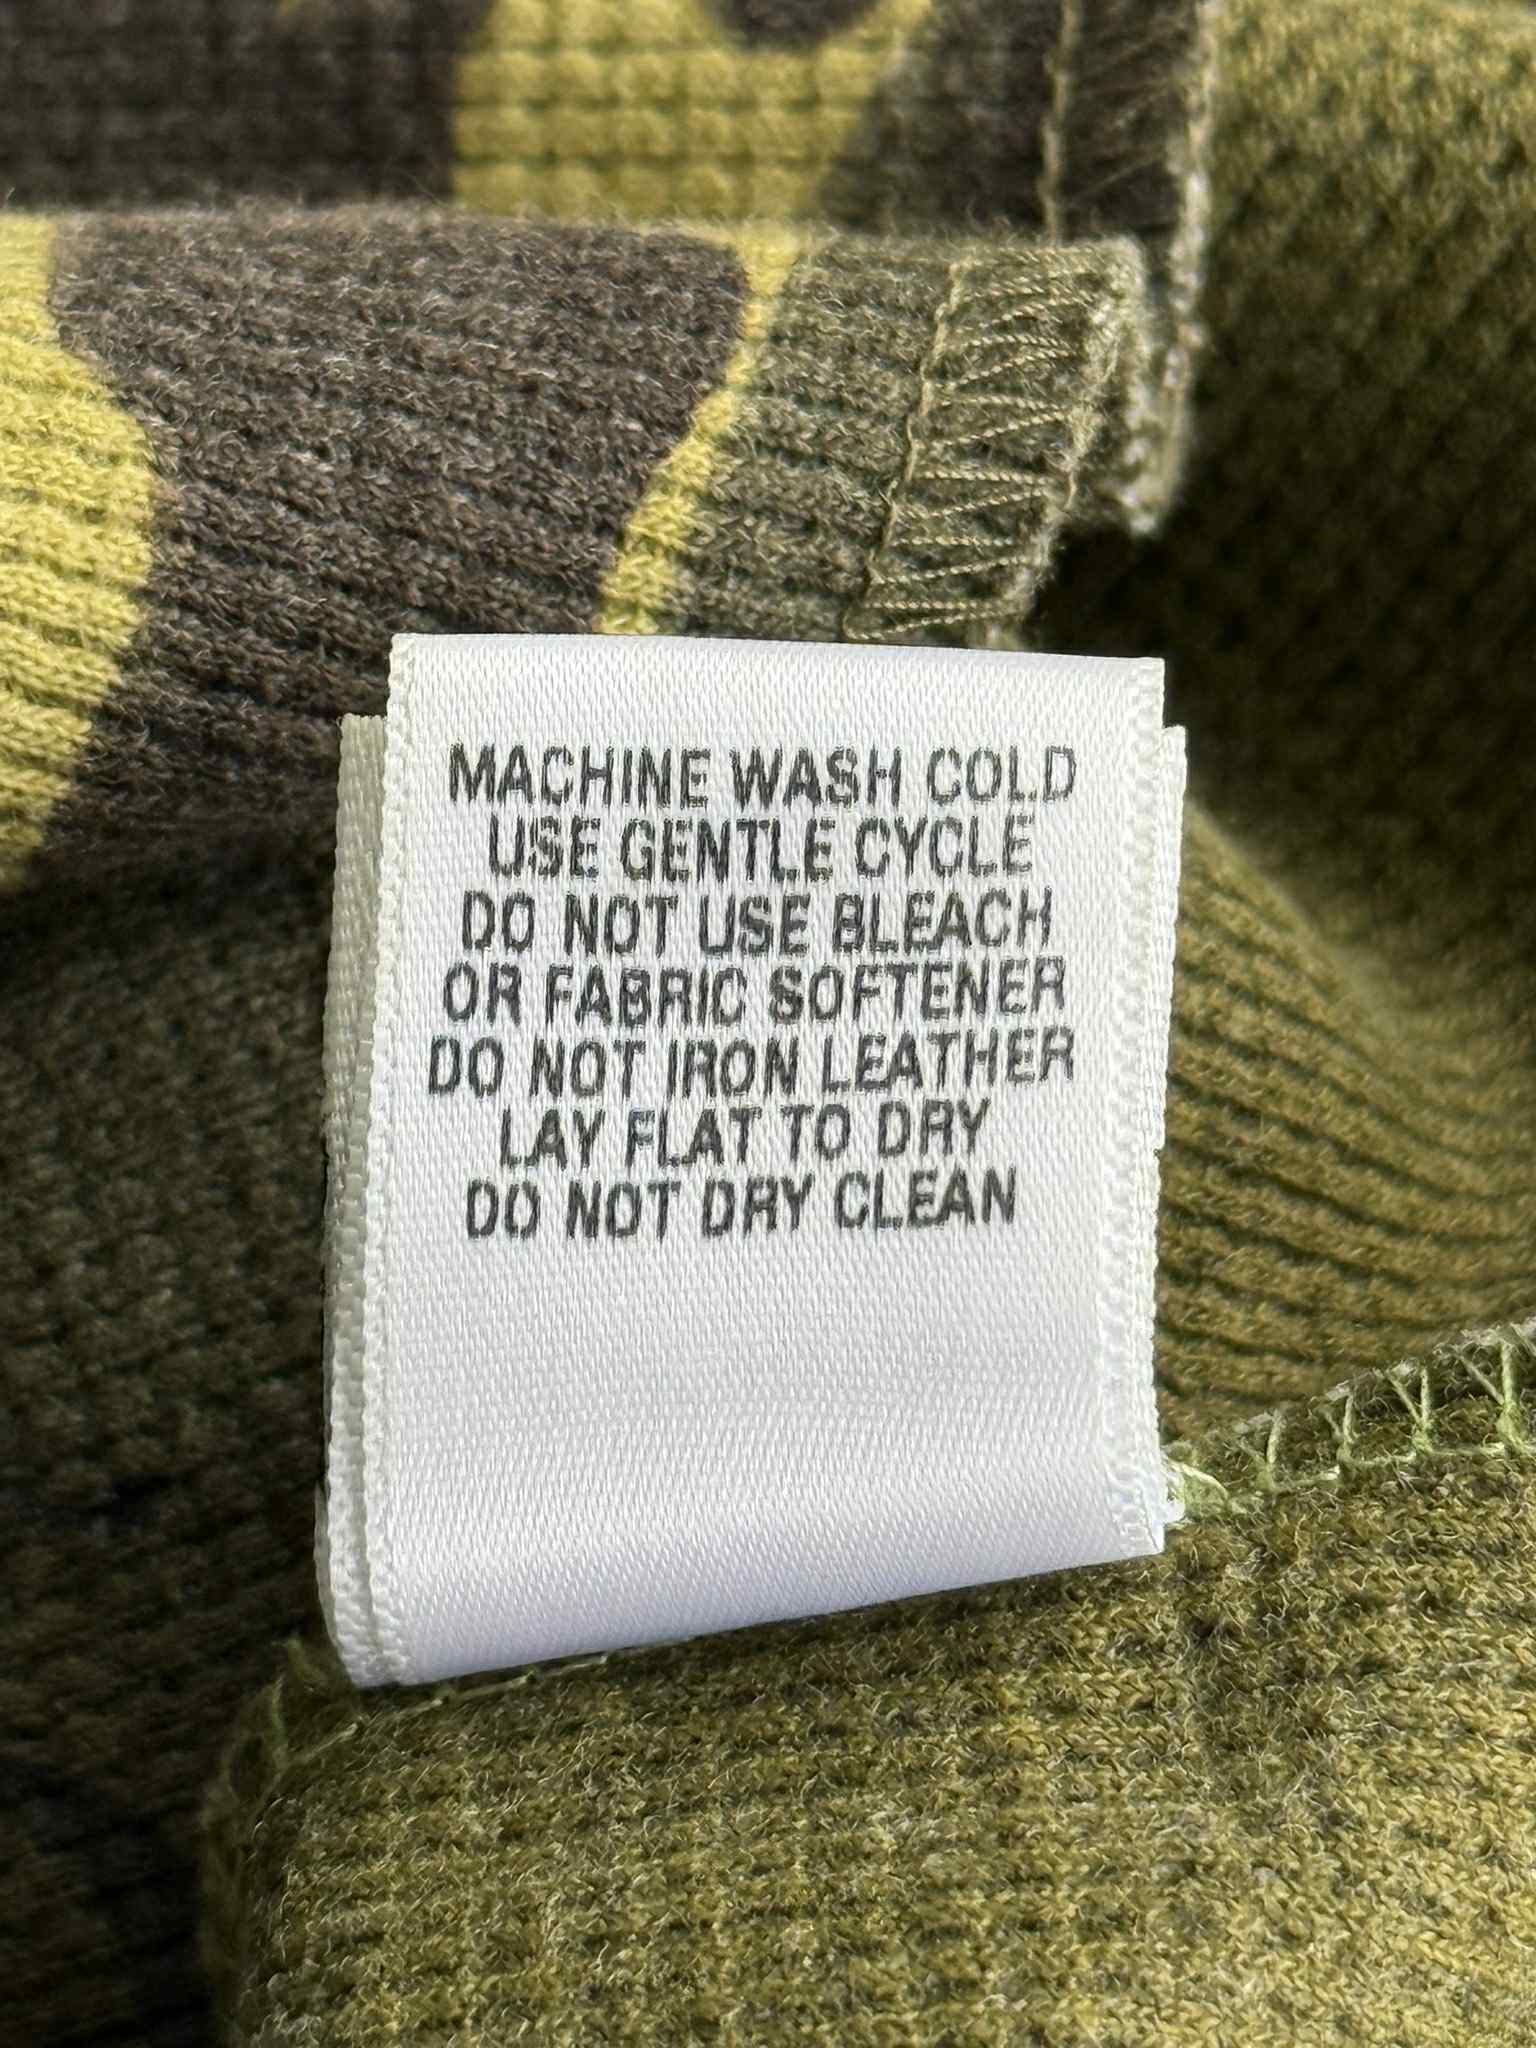 MACHINE WASH COLD
USE GENTLE CYCLE
DO NOT USE BLEACH
OR FABRIC SOFTENER
DO NOT IRON LEATHER
LAY FLAT TO DRY
DO NOT DRY CLEAN